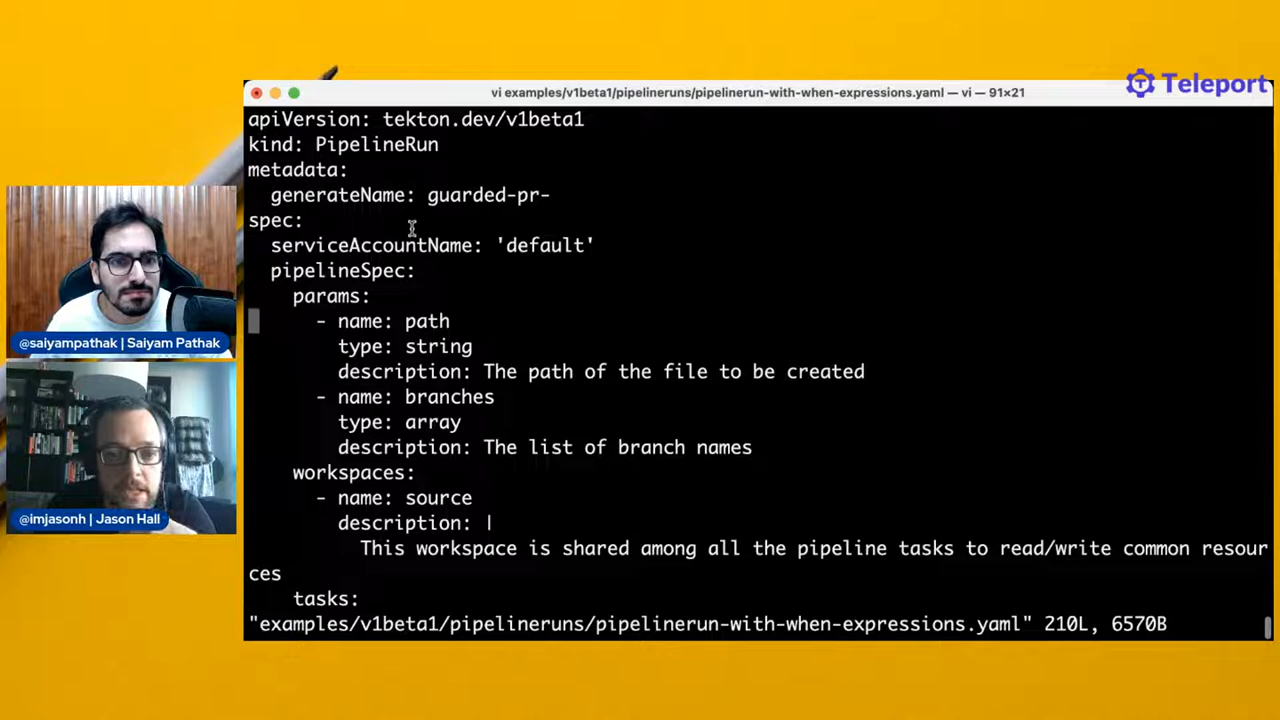 Teleport
vi examples/v1beta1/pipelineruns/pipelinerun-with-when-expressions.yaml — vi — 91×21
apiVersion: tekton.dev/v1beta1
kind: PipelineRun
metadata:
  generateName: guarded-pr-
spec:
  serviceAccountName: 'default'
  pipelineSpec:
    params:
      - name: path
        type: string
        description: The path of the file to be created
      - name: branches
        type: array
        description: The list of branch names
    workspaces:
      - name: source
        description: |
          This workspace is shared among all the pipeline tasks to read/write common resour
ces
    tasks:
"examples/v1beta1/pipelineruns/pipelinerun-with-when-expressions.yaml" 210L, 6570B
@saiyampathak | Saiyam Pathak
@imjasonh | Jason Hall